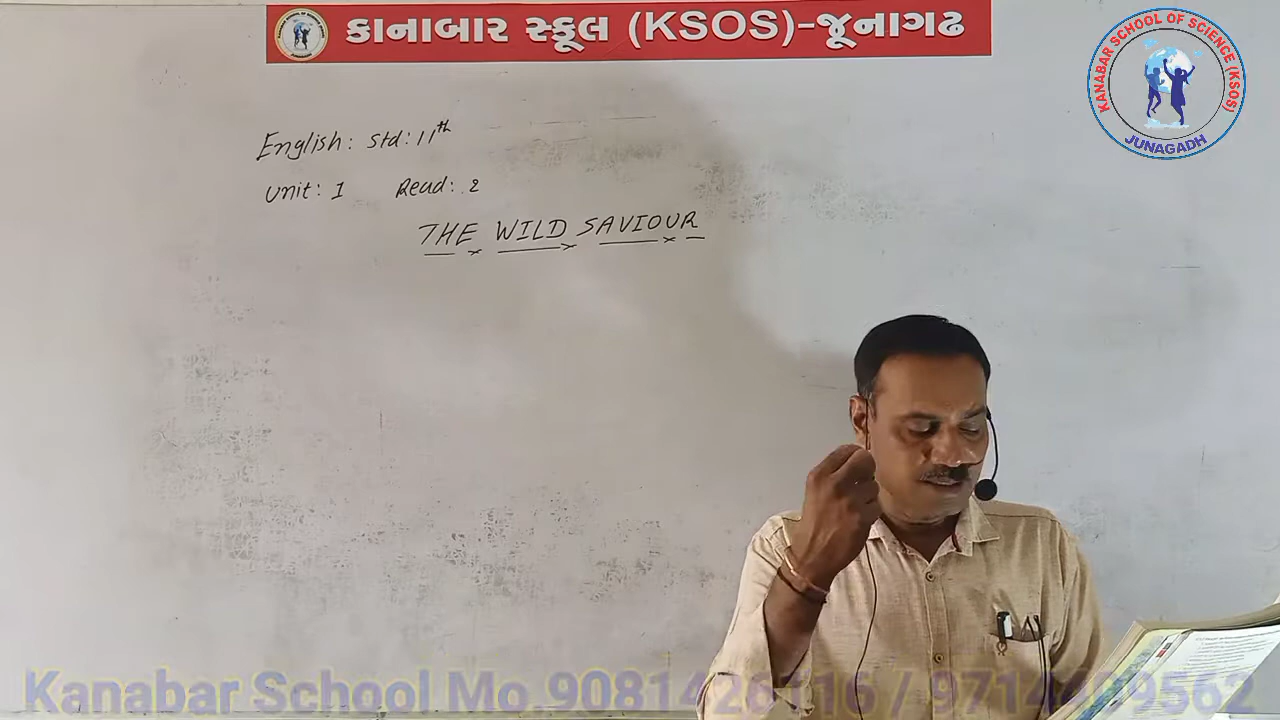 કાનાબાર સ્કૂલ (KSOS)-જૂનાગઢ
KANABAR SCHOOL OF SCIENCE (KSOS)
JUNAGADH
English: Std: 11th
Unit: 1 Read: 2
THE WILD SAVIOUR
Kanabar School No.